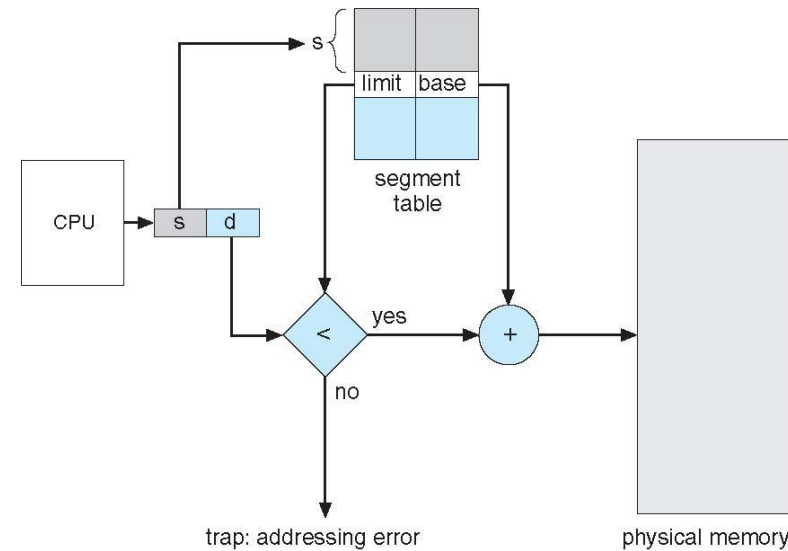 s
limit base
segment
table
CPU
s d
<
yes
+
no
trap: addressing error
physical memory